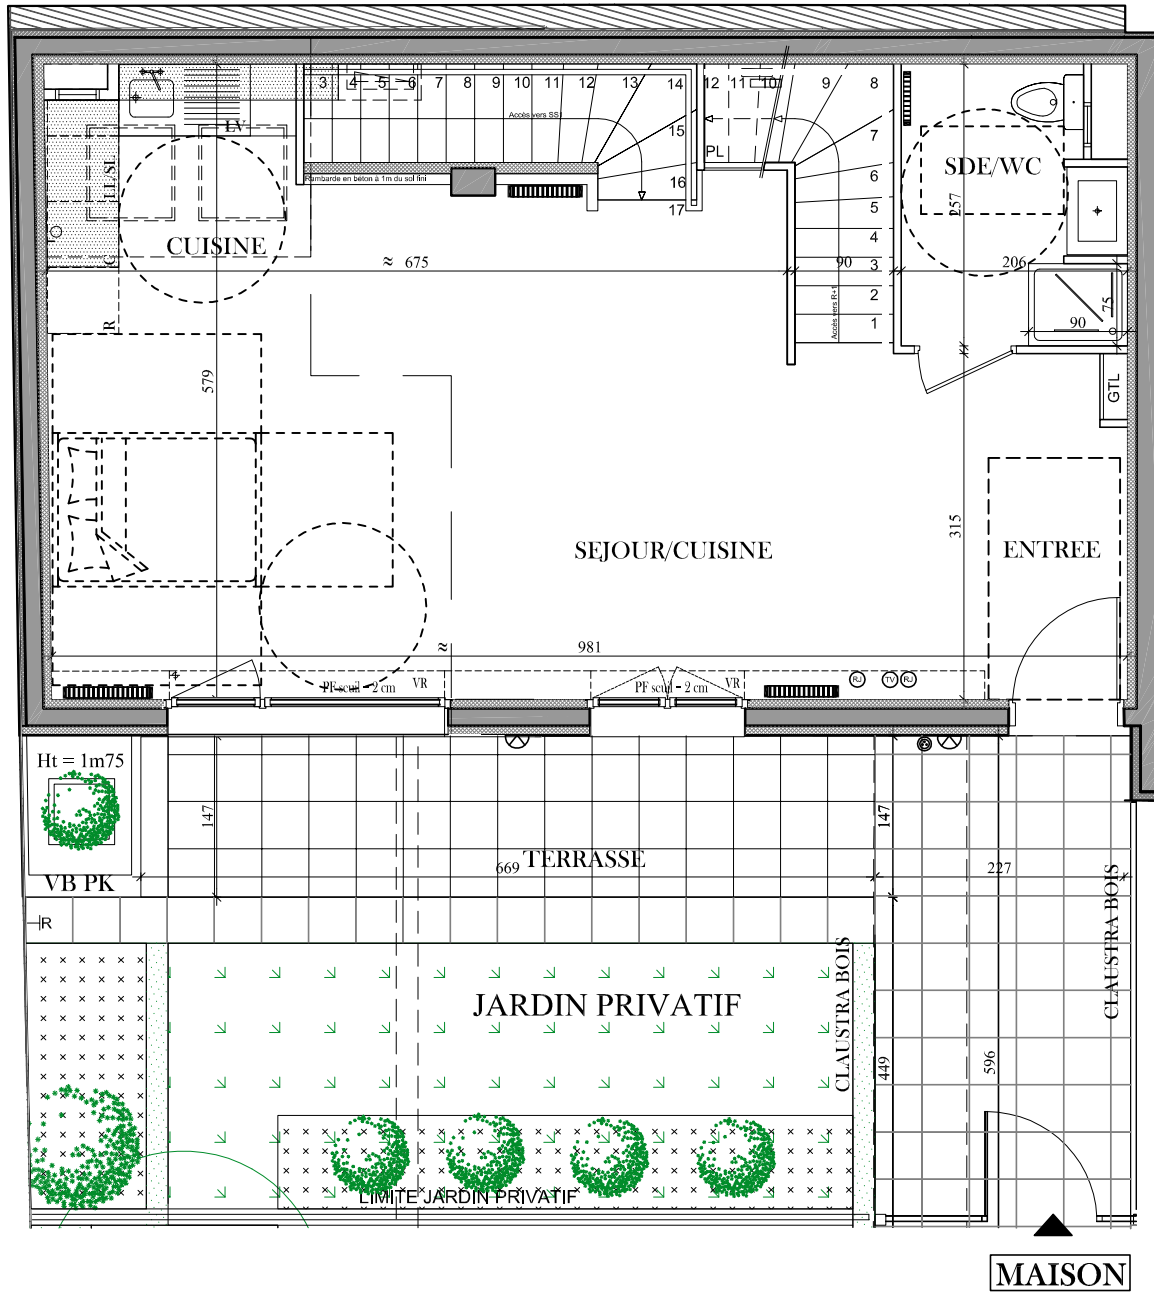 3 4 5 6 7 8 9 10 11 12 13 14
12 11 10 9 8
Accès vers SS1
15
7
LV
PL
SDE/WC
LL/SL
Rambarde en béton à 1m du sol fini
16
6
17
5
257
CUISINE
4
C
≈ 675
90
3
206
2
75
Accès vers R+1
R
1
90
579
GTL
315
SEJOUR/CUISINE
ENTREE
≈
981
PF seuil - 2 cm
VR
PF seuil - 2 cm
VR
RJ
TV
RJ
Ht = 1m75
147
147
TERRASSE
669
227
VB PK
R
CLAUSTRA BOIS
CLAUSTRA BOIS
JARDIN PRIVATIF
449
596
LIMITE JARDIN PRIVATIF
MAISON